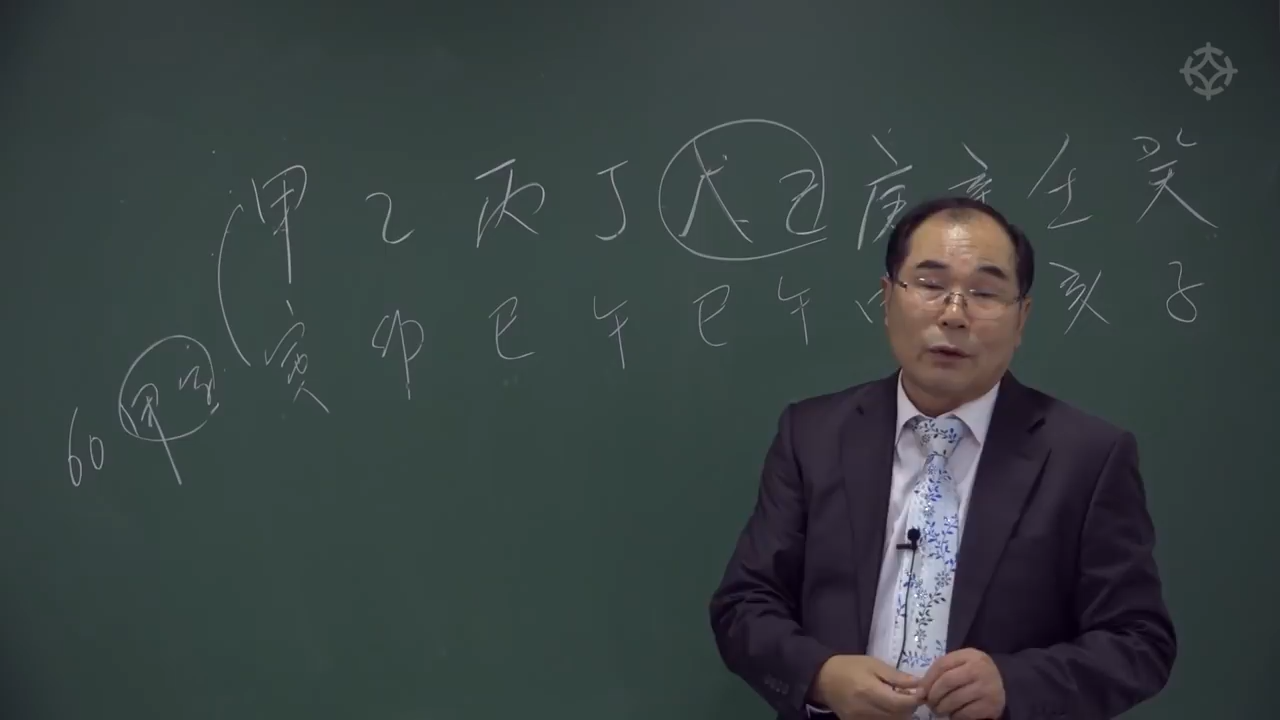 甲 乙 丙 丁 戊 己 庚 辛 壬 癸
寅 卯 巳 午 巳 午 亥 子
60 甲子